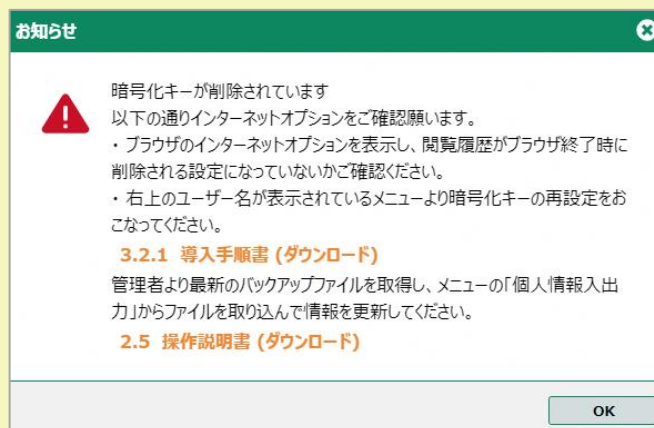 お知らせ
暗号化キーが削除されています
以下の通りインターネットオプションをご確認願います。
・ブラウザのインターネットオプションを表示し、閲覧履歴がブラウザ終了時に
削除される設定になっていないかご確認ください。
・右上のユーザー名が表示されているメニューより暗号化キーの再設定をお
こなってください。
3.2.1 導入手順書 (ダウンロード)
管理者より最新のバックアップファイルを取得し、メニューの「個人情報入出
力」からファイルを取り込んで情報を更新してください。
2.5 操作説明書 (ダウンロード)
OK